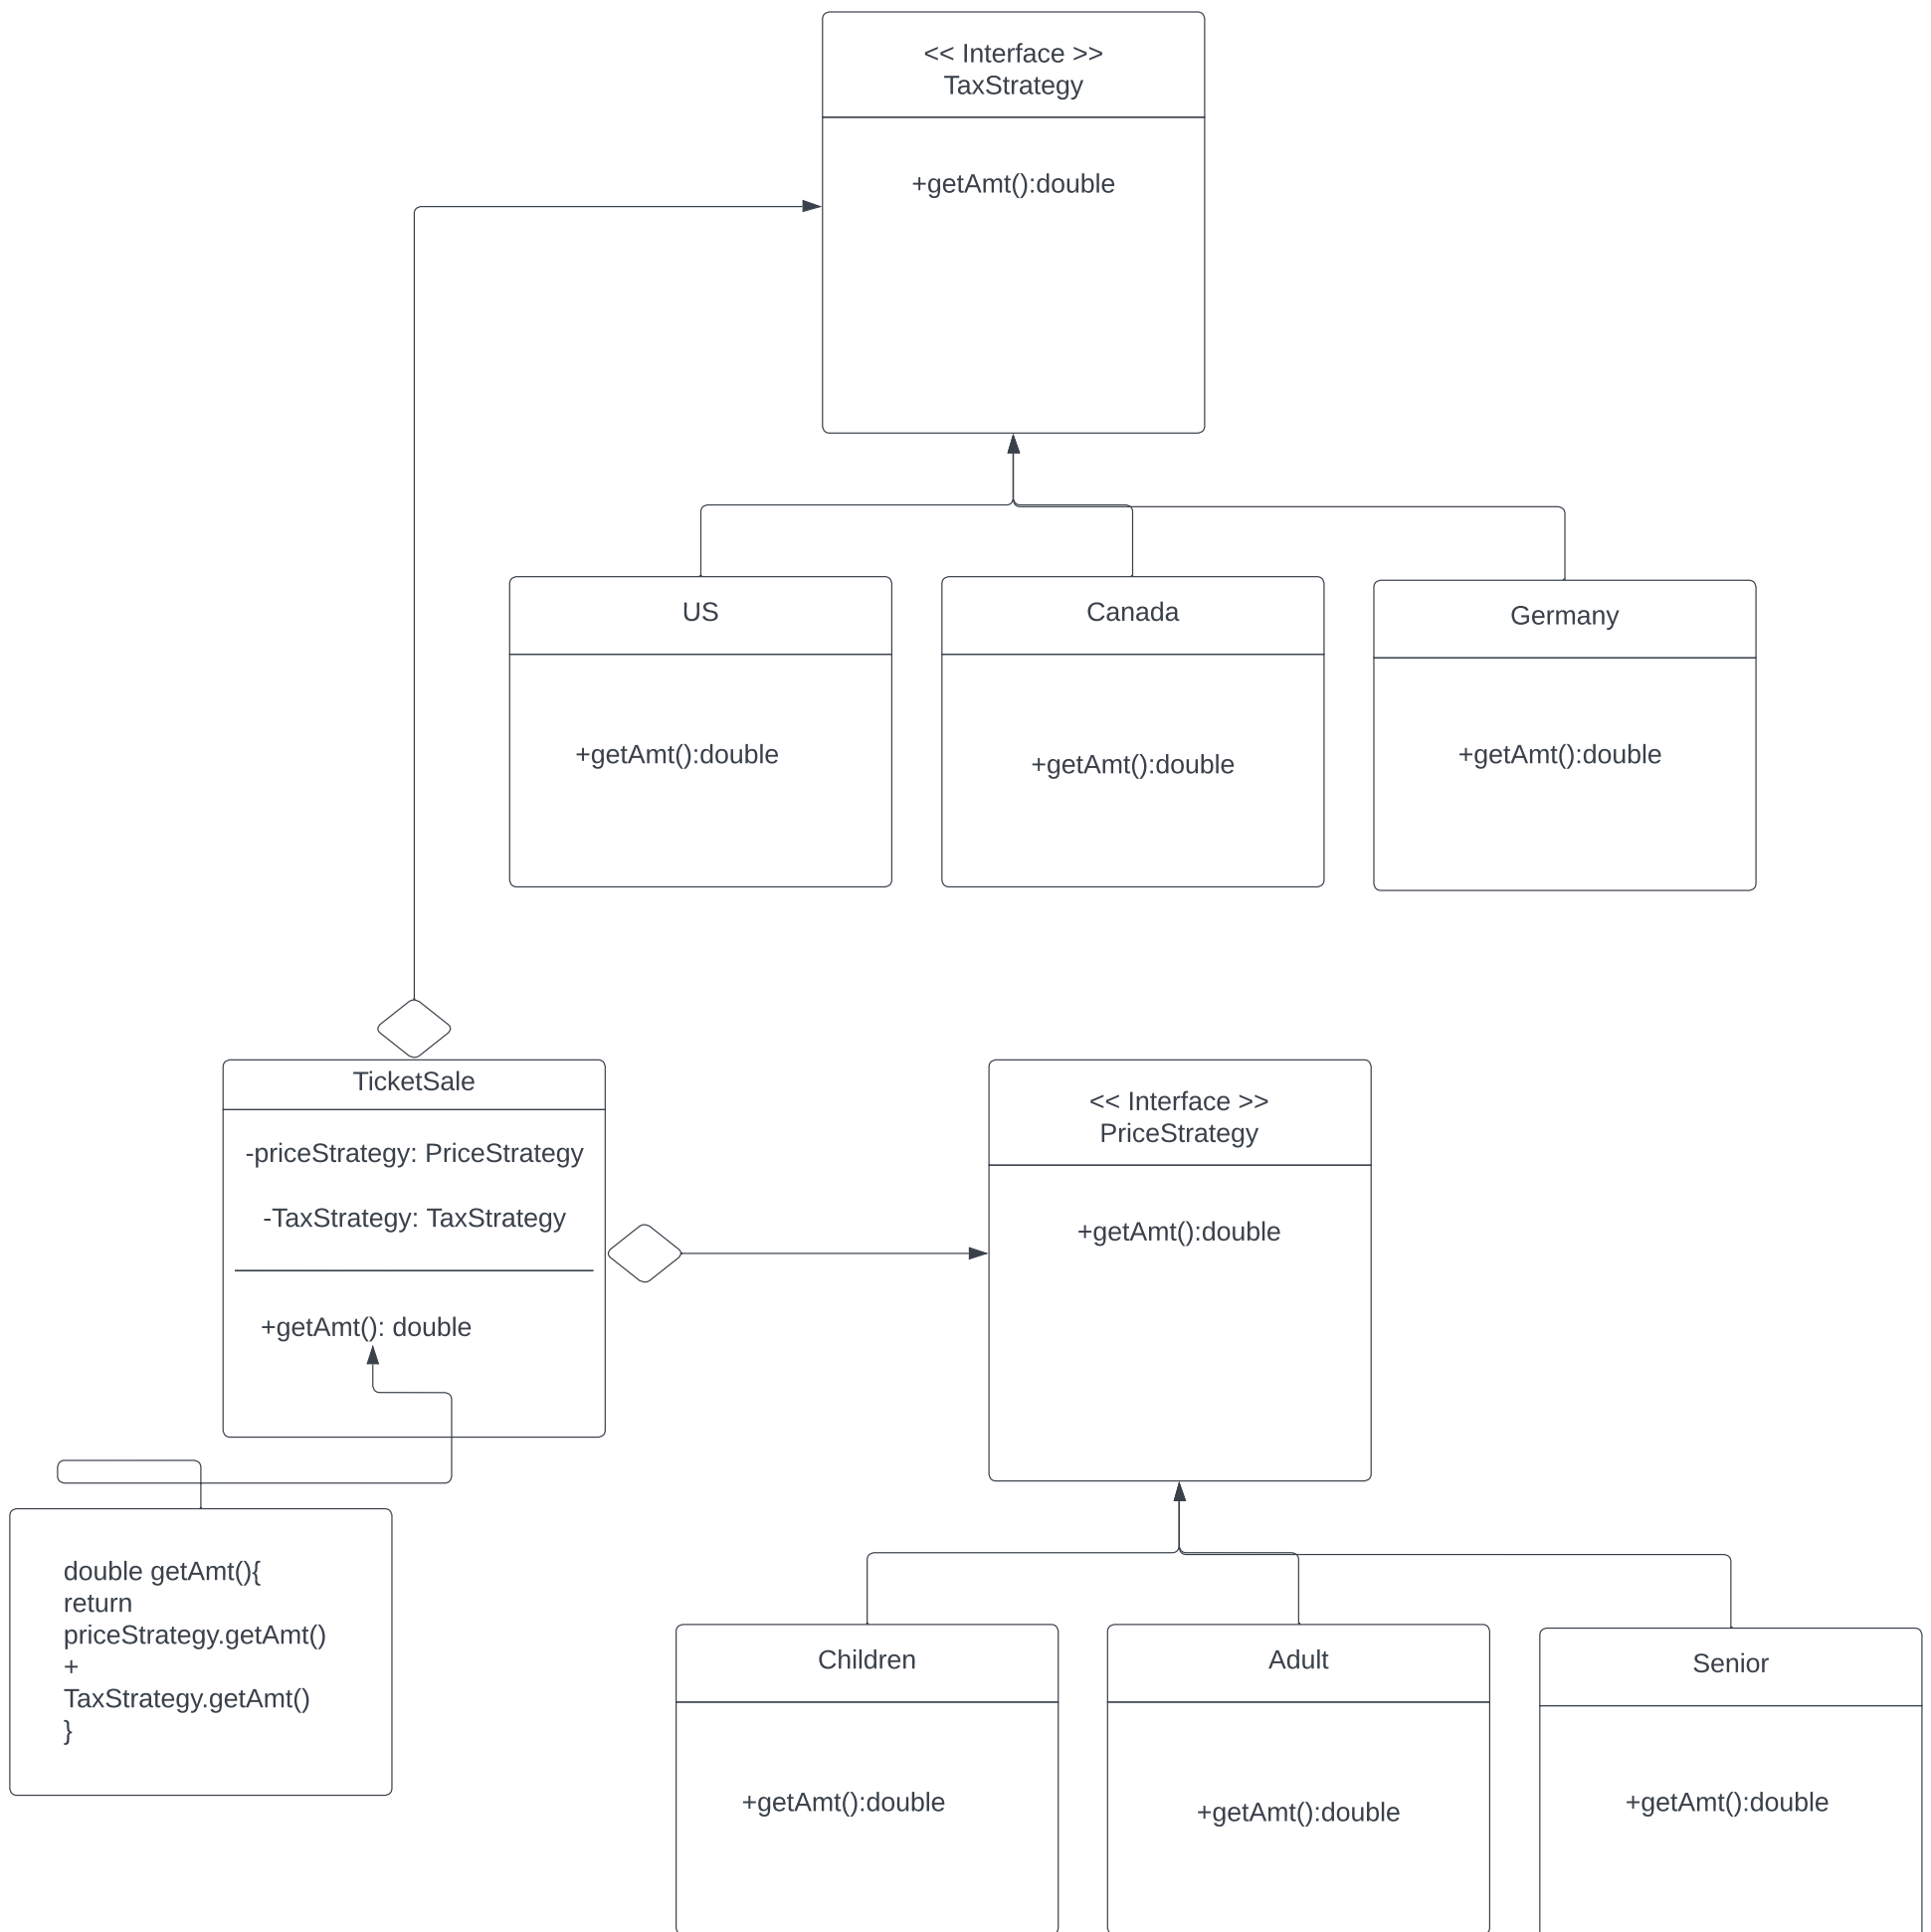 << Interface >>
TaxStrategy
+getAmt():double
US
+getAmt():double
Canada
+getAmt():double
Germany
+getAmt():double
TicketSale
-priceStrategy: PriceStrategy
-TaxStrategy: TaxStrategy
+getAmt(): double
<< Interface >>
PriceStrategy
+getAmt():double
double getAmt(){
return
priceStrategy.getAmt()
+
TaxStrategy.getAmt()
}
Children
+getAmt():double
Adult
+getAmt():double
Senior
+getAmt():double